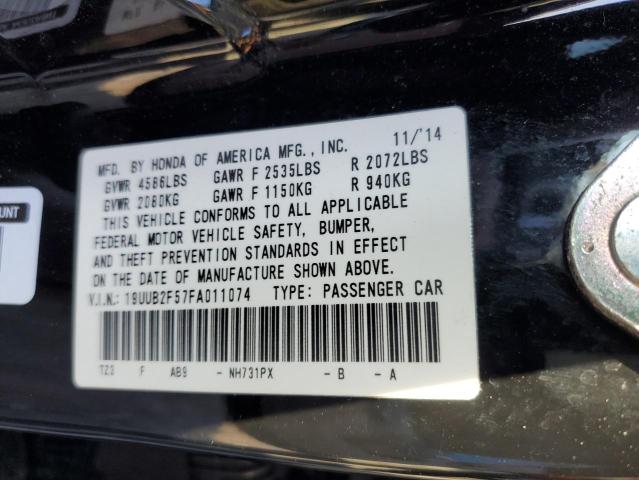 MFD. BY HONDA OF AMERICA MFG., INC. 11/'14
GVWR 4586LBS GAWR F 2535LBS R 2072LBS
GVWR 2080KG GAWR F 1150KG R 940KG
THIS VEHICLE CONFORMS TO ALL APPLICABLE
FEDERAL MOTOR VEHICLE SAFETY, BUMPER,
AND THEFT PREVENTION STANDARDS IN EFFECT
ON THE DATE OF MANUFACTURE SHOWN ABOVE.
V.I.N.: 19UUB2F57FA011074 TYPE: PASSENGER CAR
TZ3 F AB9 - NH731PX - B - A
OUNT